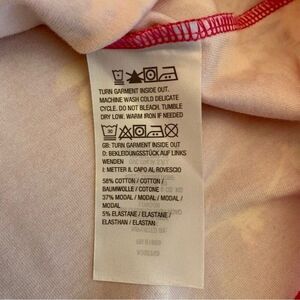 TURN GARMENT INSIDE OUT.
MACHINE WASH COLD DELICATE
CYCLE. DO NOT BLEACH. TUMBLE
DRY LOW. WARM IRON IF NEEDED
30
GB: TURN GARMENT INSIDE OUT
D: BEKLEIDUNGSSTÜCK AUF LINKS
WENDEN
I: METTER IL CAPO AL ROVESCIO
58% COTTON /
BAUMWOLLE / COTONE
37% MODAL / MODAL /
MODAL
5% ELASTANE / ELASTANE /
ELASTHAN / ELASTAN